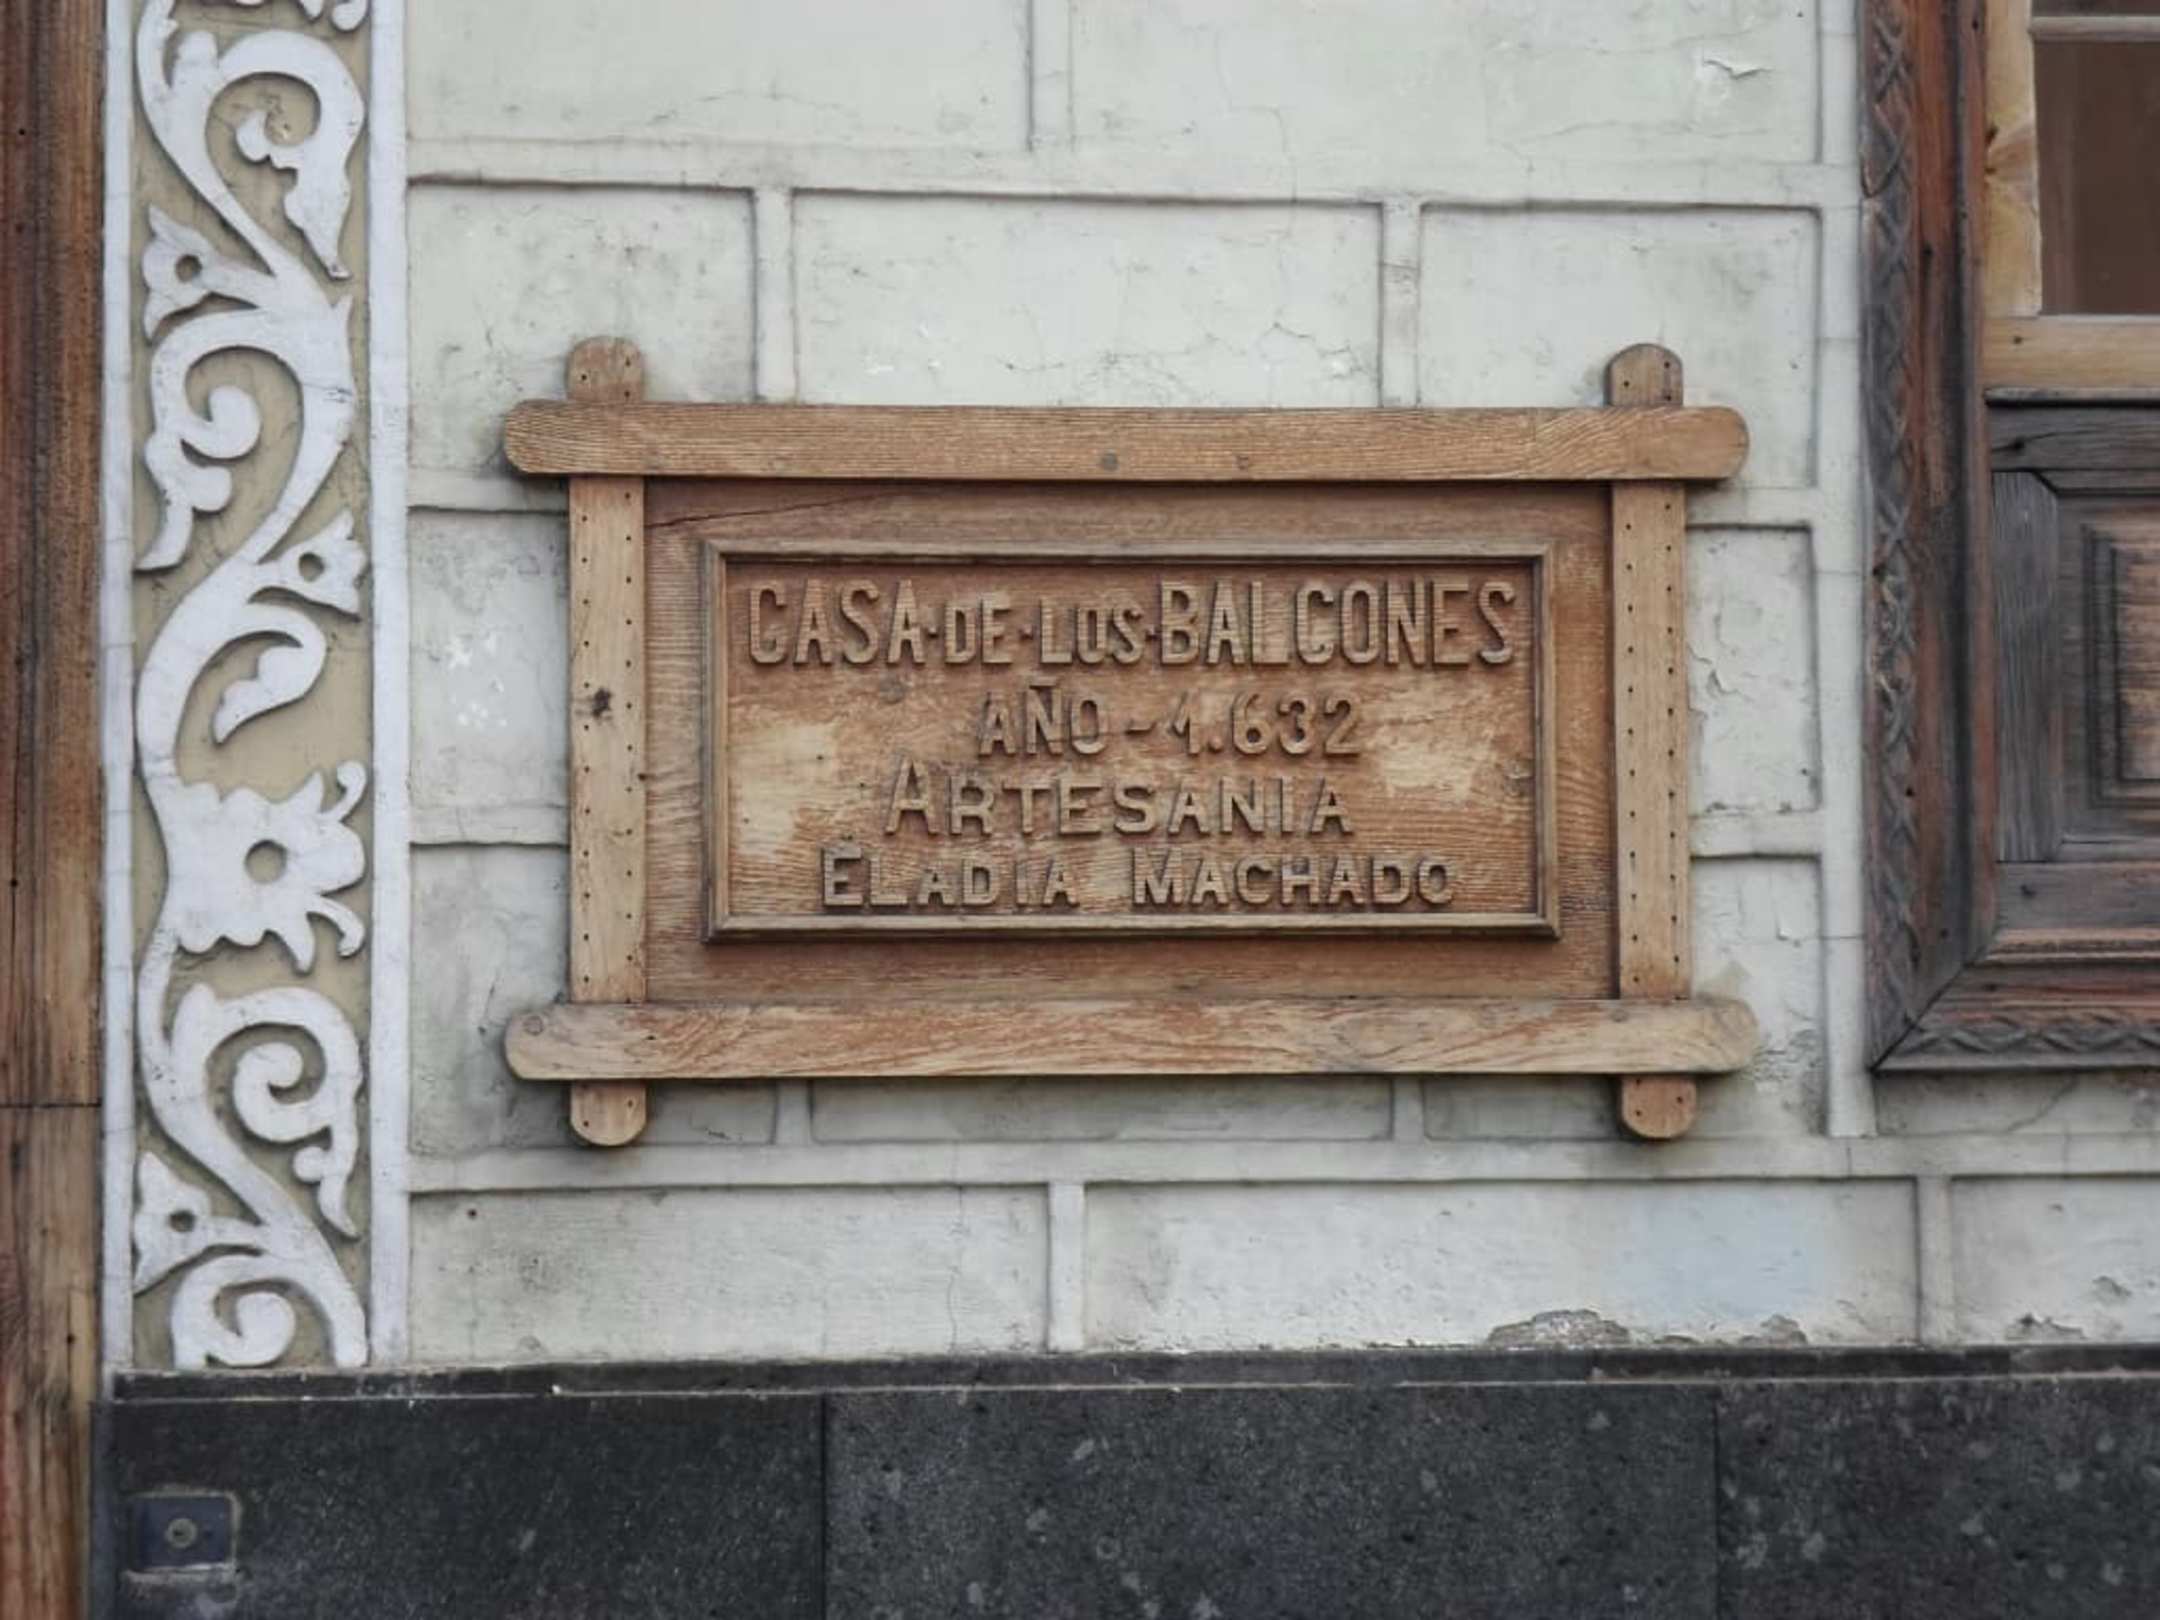 CASA·DE·LOS·BALCONES
AÑO - 1.632
ARTESANIA
ELADIA MACHADO